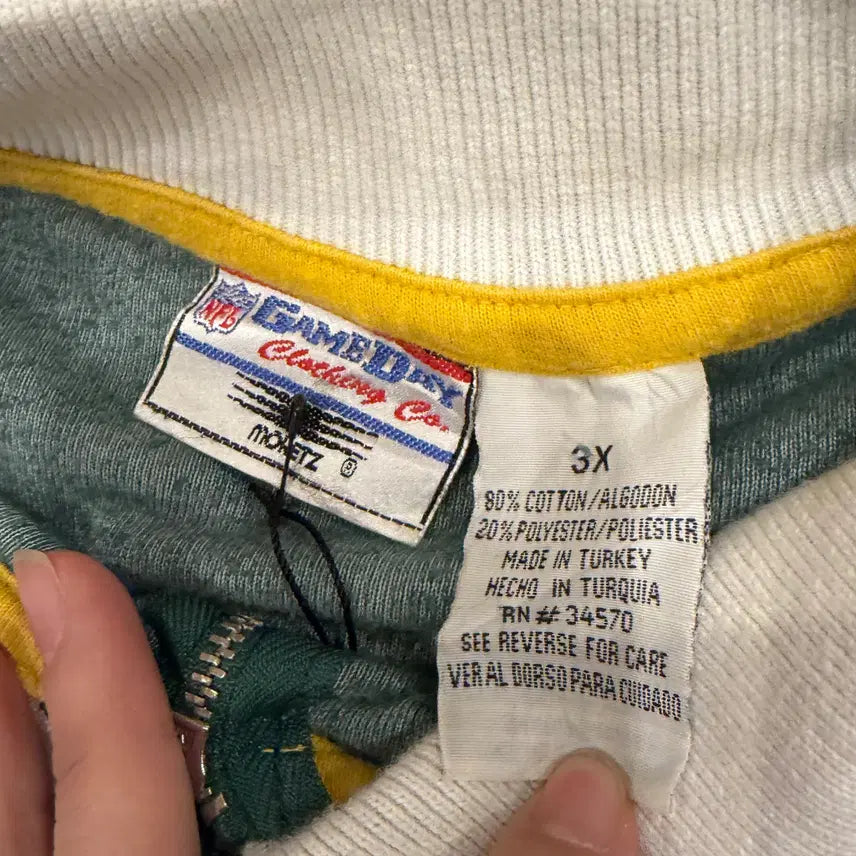 NFL
GAMEDAY
Clothing Co.
MORETZ ®
3X
80% COTTON/ALGODON
20% POLYESTER/POLIESTER
MADE IN TURKEY
HECHO IN TURQUIA
RN # 34570
SEE REVERSE FOR CARE
VER AL DORSO PARA CUIDADO